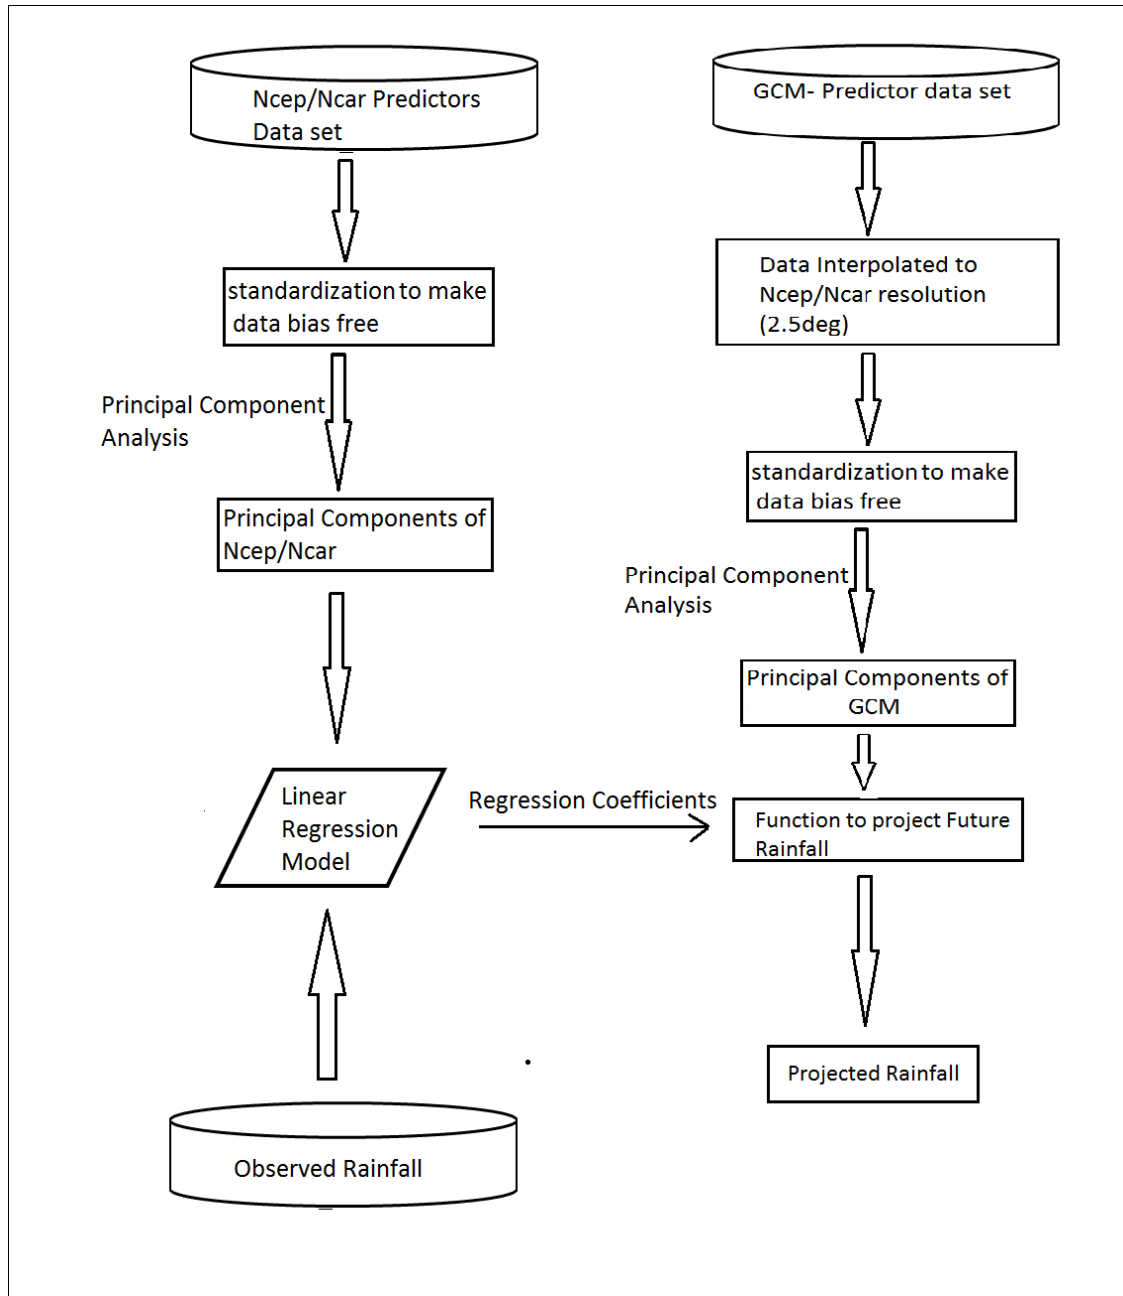 Ncep/Ncar Predictors
Data set
standardization to make
data bias free
Principal Component
Analysis
Principal Components of
Ncep/Ncar
Linear
Regression
Model
Observed Rainfall
Regression Coefficients
GCM- Predictor data set
Data Interpolated to
Ncep/Ncar resolution
(2.5deg)
standardization to make
data bias free
Principal Component
Analysis
Principal Components of
GCM
Function to project Future
Rainfall
Projected Rainfall